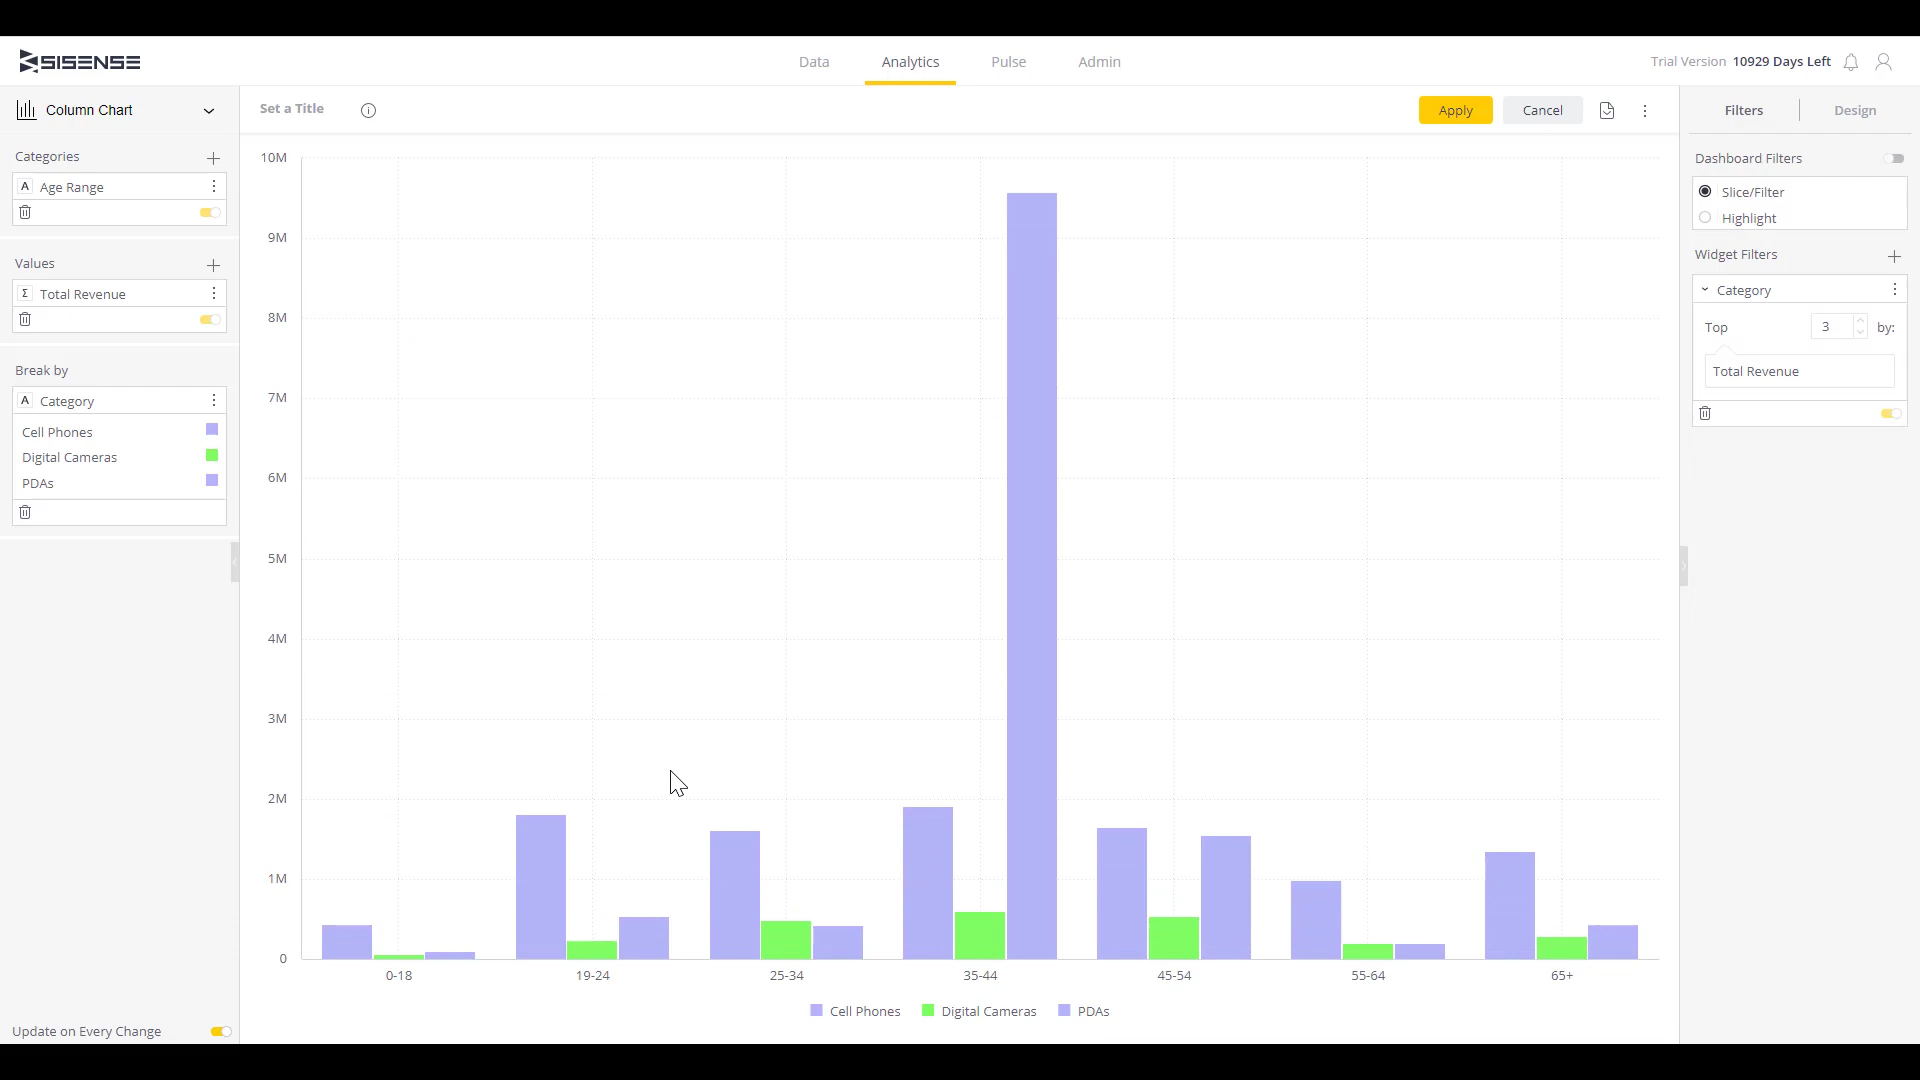 SISENSE
Data Analytics Pulse Admin
Trial Version 10929 Days Left
Column Chart
Set a Title
Apply Cancel
Filters Design
Categories
A Age Range
Values
Σ Total Revenue
Break by
A Category
Cell Phones
Digital Cameras
PDAs
Update on Every Change
10M
9M
8M
7M
6M
5M
4M
3M
2M
1M
0
0-18 19-24 25-34 35-44 45-54 55-64 65+
Cell Phones Digital Cameras PDAs
Dashboard Filters
Slice/Filter
Highlight
Widget Filters
Category
Top 3 by:
Total Revenue